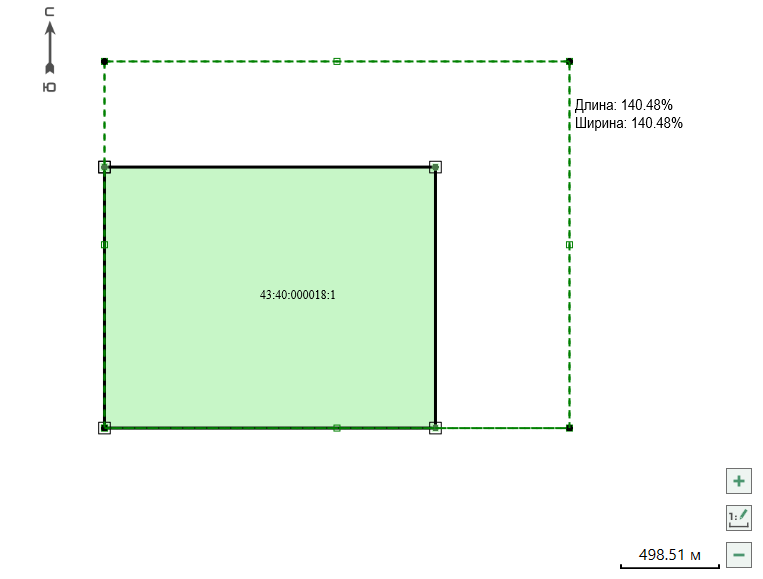 С
Ю
Длина: 140.48%
Ширина: 140.48%
43:40:000018:1
1:
498.51 м